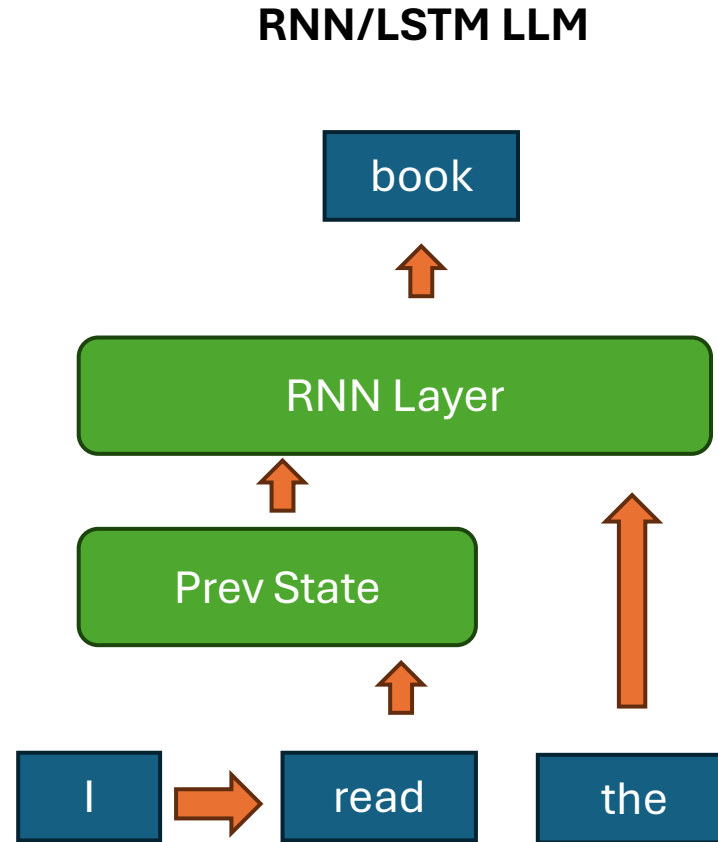 RNN/LSTM LLM
book
RNN Layer
Prev State
I
read
the